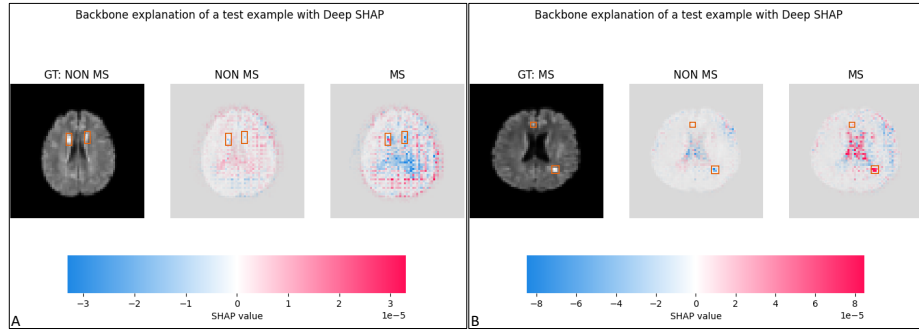 Backbone explanation of a test example with Deep SHAP
GT: NON MS
NON MS
MS
−3
−2
−1
0
1
2
3
SHAP value
1e−5
A
Backbone explanation of a test example with Deep SHAP
GT: MS
NON MS
MS
−8
−6
−4
−2
0
2
4
6
8
SHAP value
1e−5
B